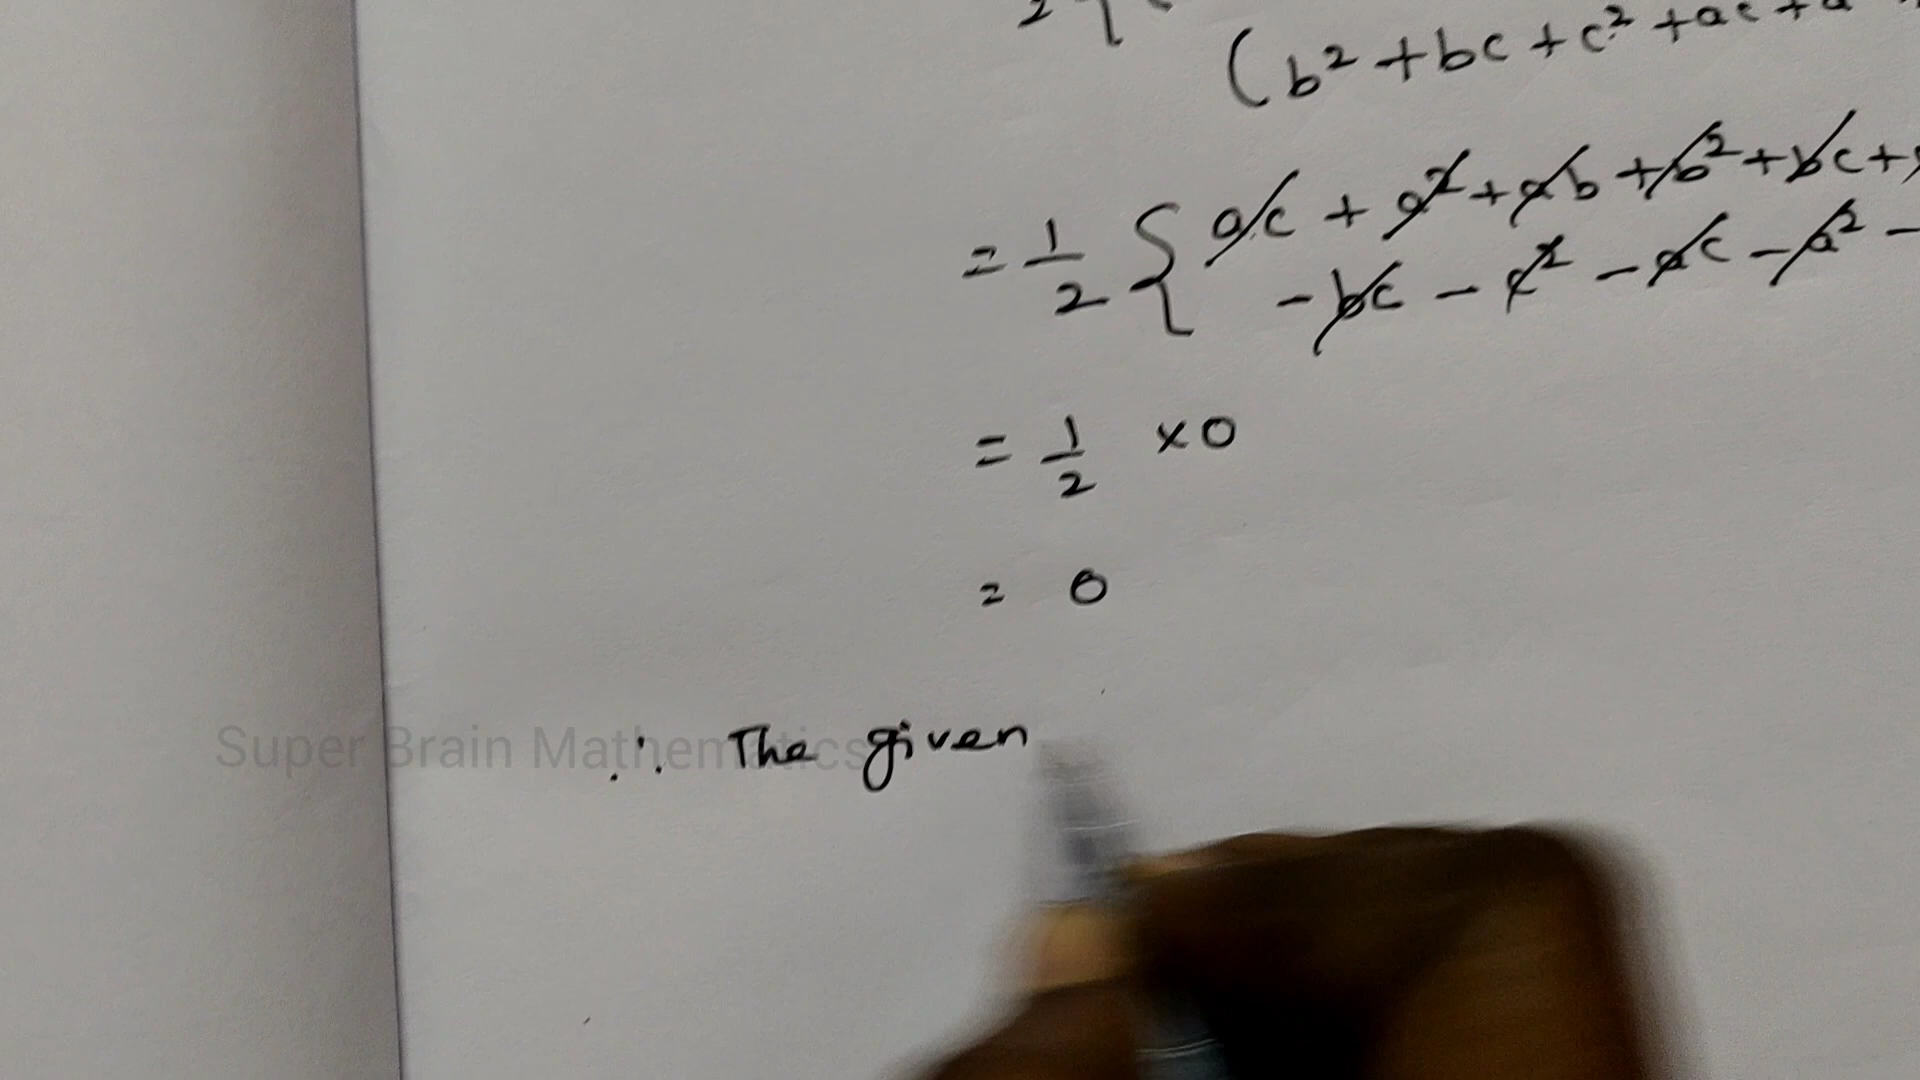 (b² + bc + c² + ac + a
= 1/2 { ac + a² + ab + b² + bc +
- bc - c² - ac - a² -
= 1/2 × 0
= 0
∴ The given
Super Brain Mathematics